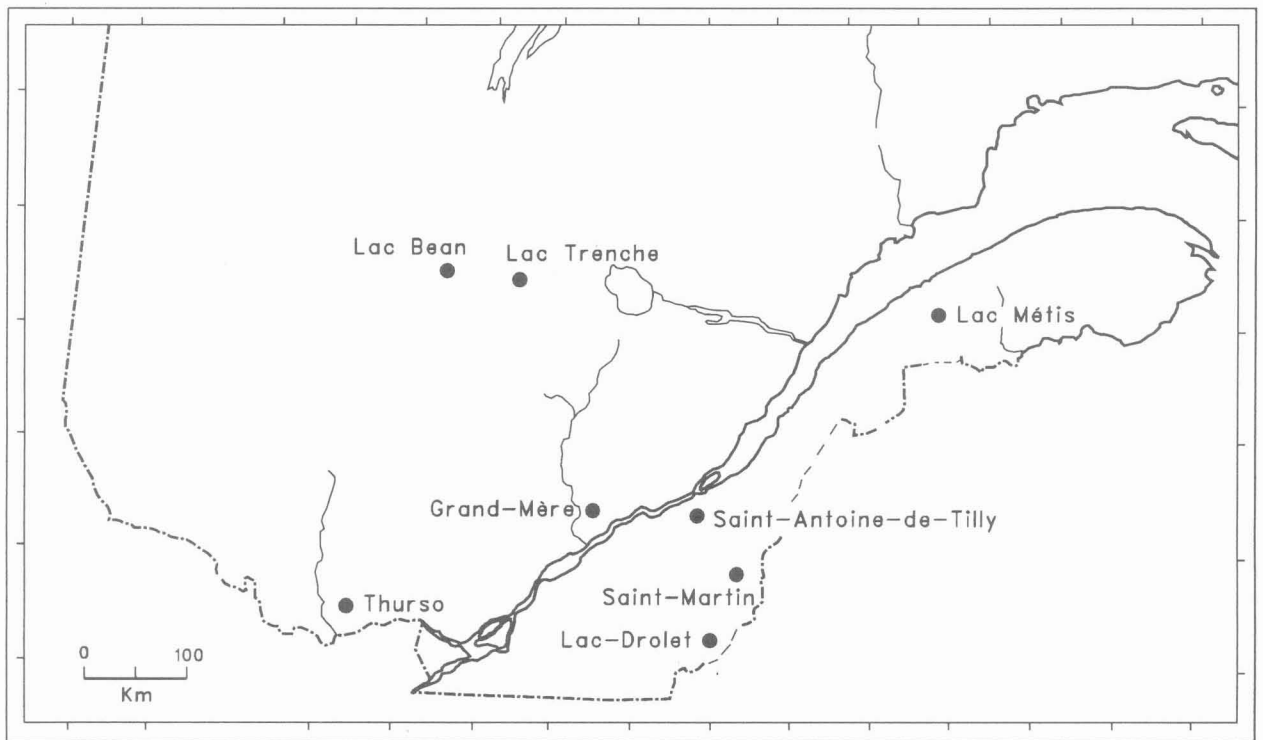 Lac Bean
Lac Trenche
Lac Métis
Grand-Mère
Saint-Antoine-de-Tilly
Saint-Martin
Thurso
Lac-Drolet
0 100
Km